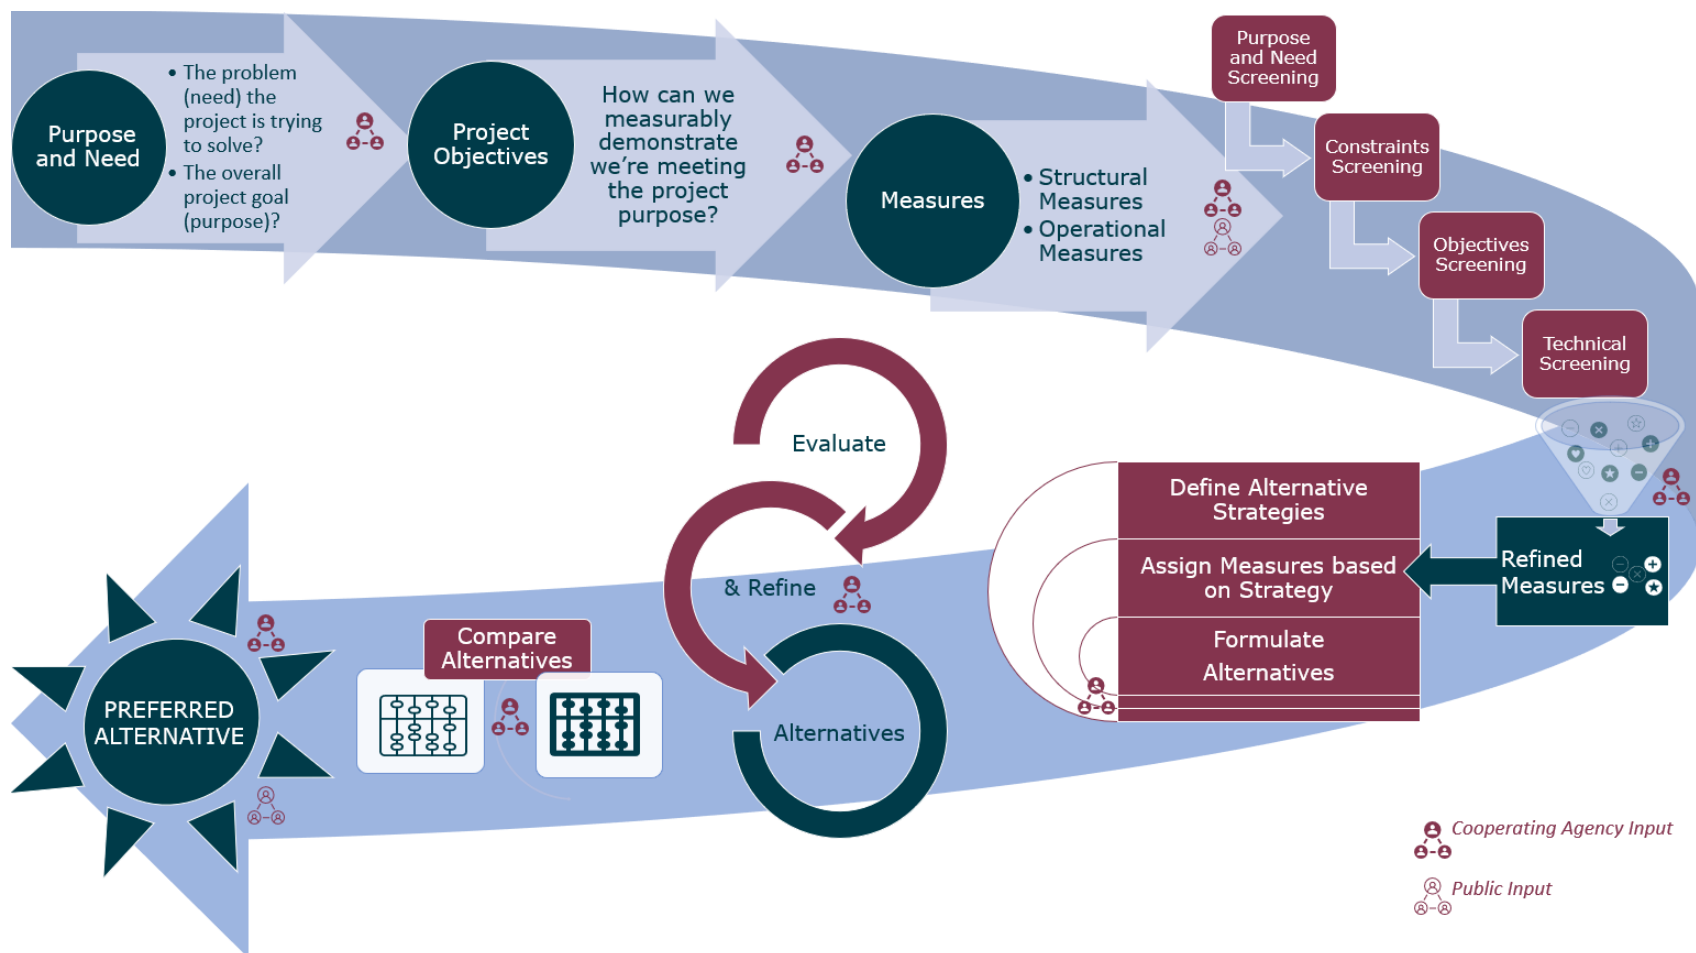 Purpose
and Need
• The problem
(need) the
project is trying
to solve?
• The overall
project goal
(purpose)?
Project
Objectives
How can we
measurably
demonstrate
we’re meeting
the project
purpose?
Measures
• Structural
Measures
• Operational
Measures
Purpose
and Need
Screening
Constraints
Screening
Objectives
Screening
Technical
Screening
Refined
Measures
Define Alternative
Strategies
Assign Measures based
on Strategy
Formulate
Alternatives
Evaluate
& Refine
Alternatives
Compare
Alternatives
PREFERRED
ALTERNATIVE
Cooperating Agency Input
Public Input